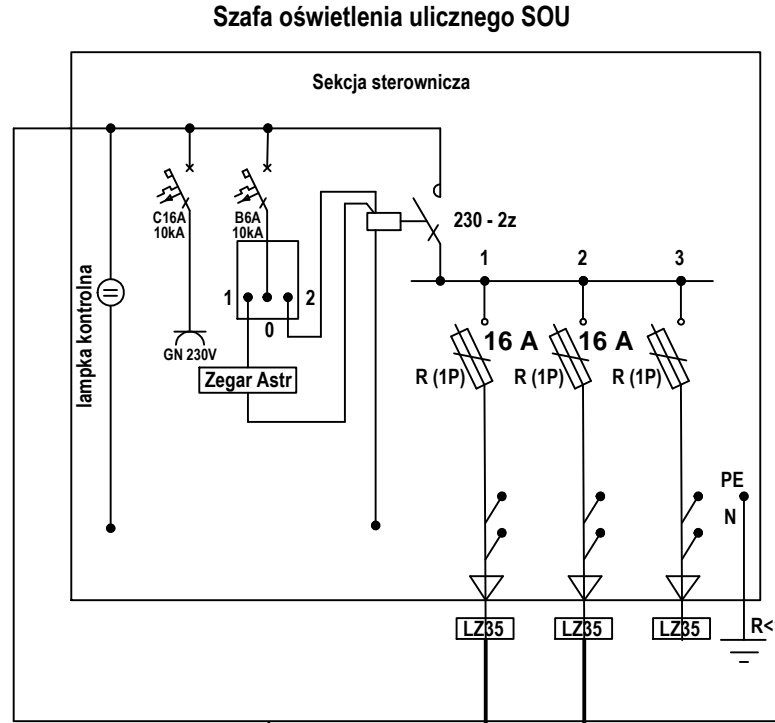 Szafa oświetlenia ulicznego SOU
Sekcja sterownicza
C16A
10kA
B6A
10kA
230 - 2z
lampka kontrolna
1
2
0
GN 230V
Zegar Astr
1
2
3
16 A
16 A
R (1P)
R (1P)
R (1P)
PE
N
LZ35
LZ35
LZ35
R<